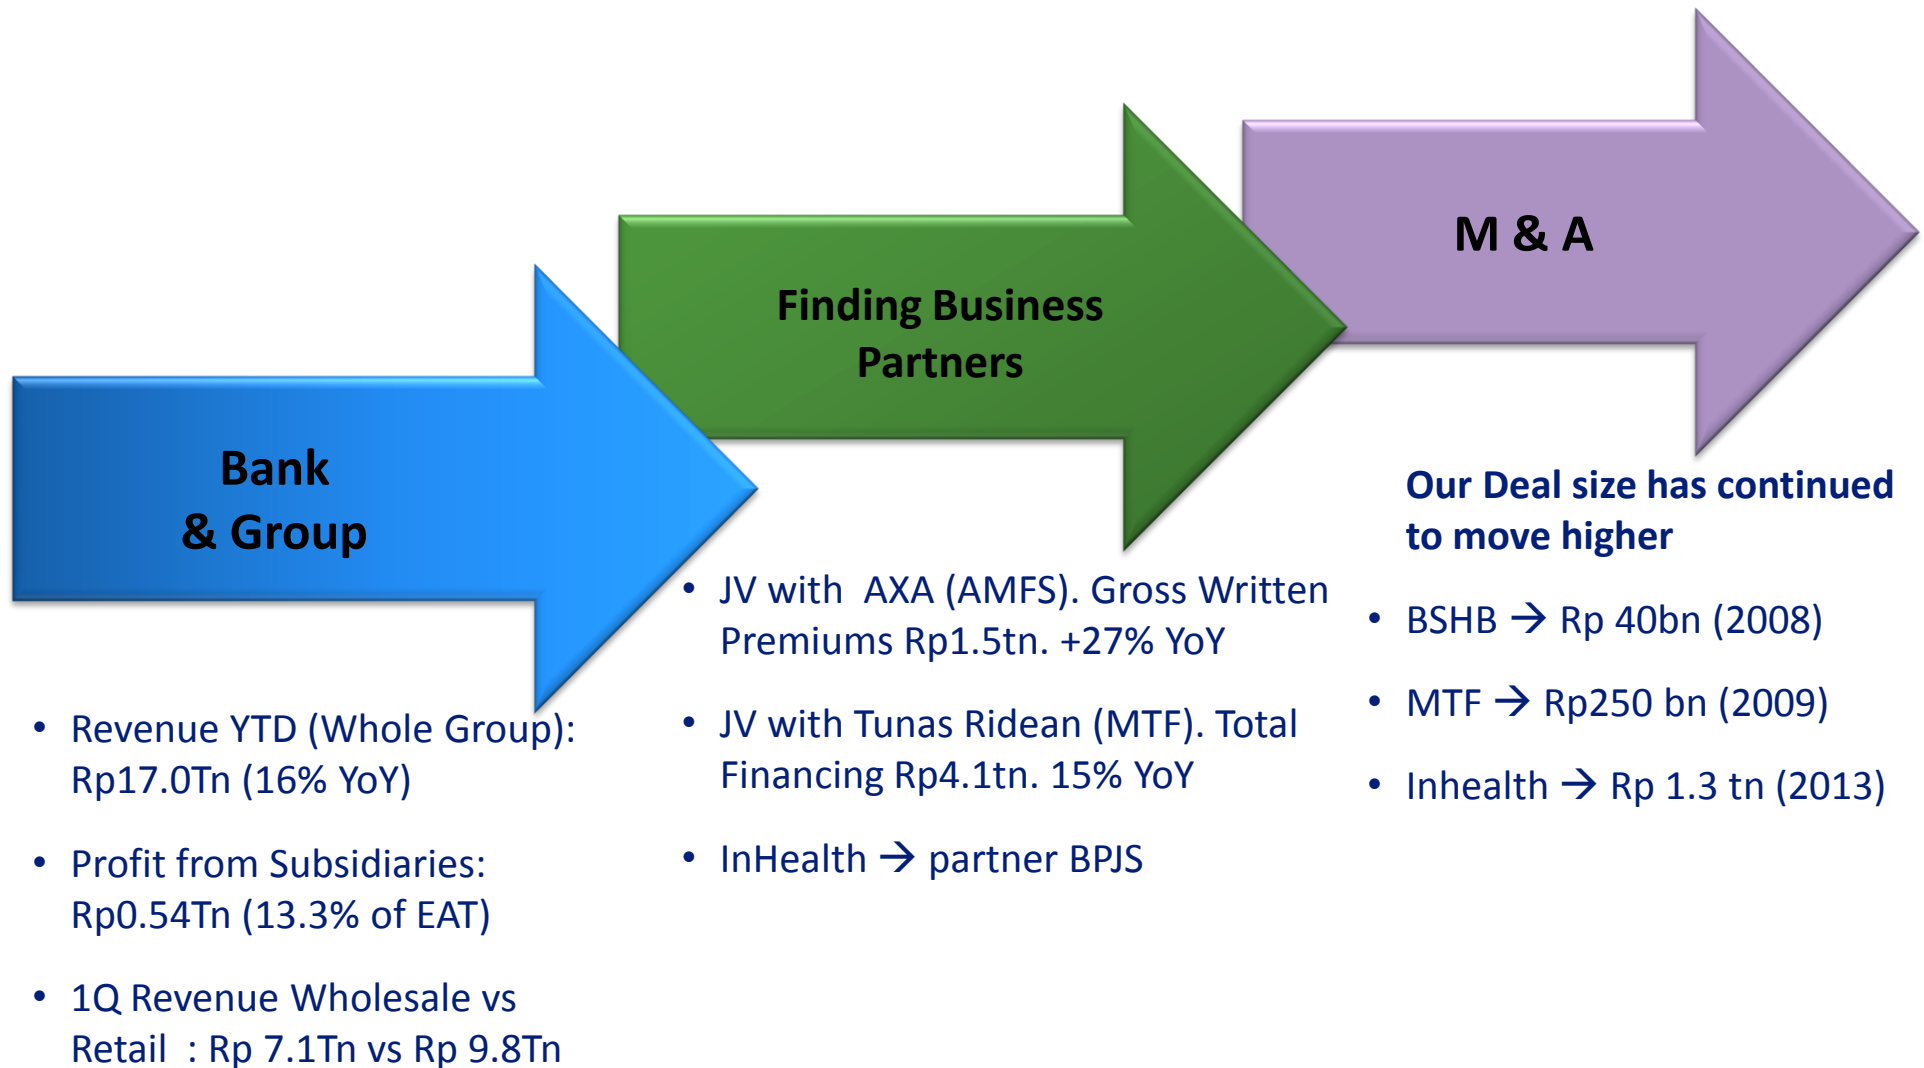 Bank
& Group
• Revenue YTD (Whole Group):
Rp17.0Tn (16% YoY)
• Profit from Subsidiaries:
Rp0.54Tn (13.3% of EAT)
• 1Q Revenue Wholesale vs
Retail : Rp 7.1Tn vs Rp 9.8Tn
Finding Business
Partners
• JV with AXA (AMFS). Gross Written
Premiums Rp1.5tn. +27% YoY
• JV with Tunas Ridean (MTF). Total
Financing Rp4.1tn. 15% YoY
• InHealth → partner BPJS
M & A
Our Deal size has continued
to move higher
• BSHB → Rp 40bn (2008)
• MTF → Rp250 bn (2009)
• Inhealth → Rp 1.3 tn (2013)